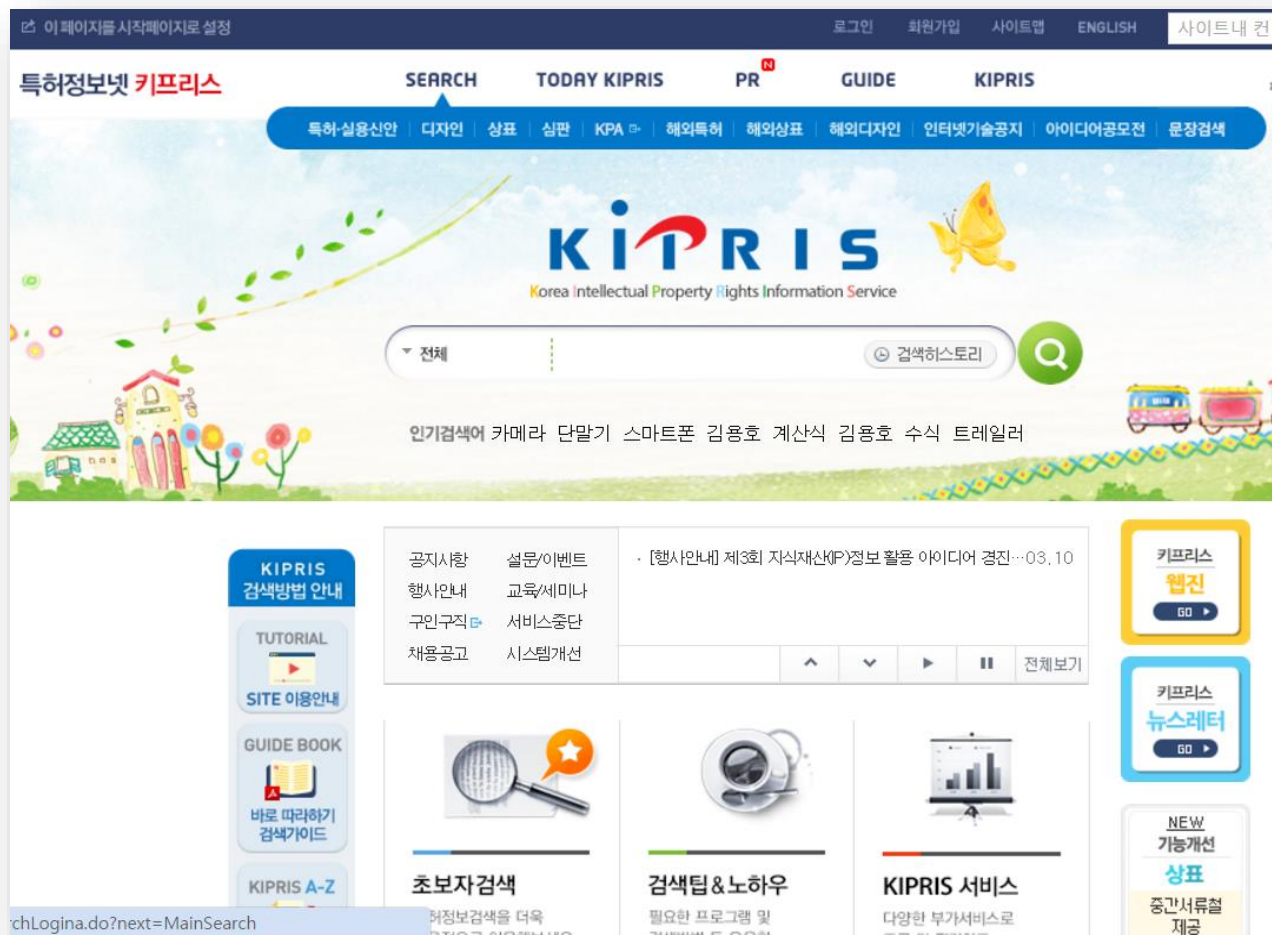 이 페이지를 시작페이지로 설정
로그인 회원가입 사이트맵 ENGLISH 사이트내 컨
특허정보넷 키프리스
SEARCH TODAY KIPRIS PR N GUIDE KIPRIS
특허·실용신안 디자인 상표 심판 KPA 해외특허 해외상표 해외디자인 인터넷기술공지 아이디어공모전 문장검색
KIPRIS
Korea Intellectual Property Rights Information Service
전체 검색히스토리
인기검색어 카메라 단말기 스마트폰 김용호 계산식 김용호 수식 트레일러
KIPRIS
검색방법 안내
TUTORIAL
SITE 이용안내
GUIDE BOOK
바로 따라하기
검색가이드
KIPRIS A-Z
공지사항 설문/이벤트
행사안내 교육/세미나
구인구직 서비스중단
채용공고 시스템개선
· [행사안내] 제3회 지식재산(IP)정보 활용 아이디어 경진…03,10
전체보기
초보자검색
허정보검색을 더욱
검색팁&노하우
필요한 프로그램 및
KIPRIS 서비스
다양한 부가서비스로
키프리스
웹진
GO
키프리스
뉴스레터
GO
NEW
기능개선
상표
중간서류철
제공
rchLogina.do?next=MainSearch